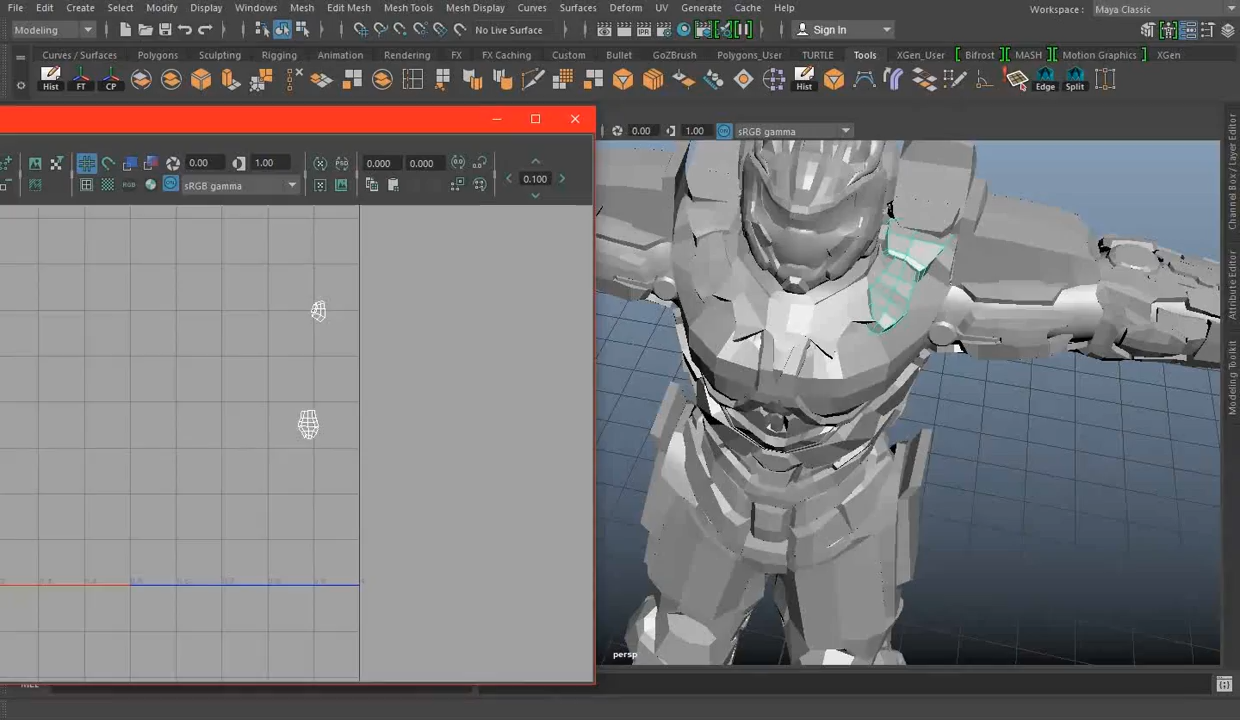 File Edit Create Select Modify Display Windows Mesh Edit Mesh Mesh Tools Mesh Display Curves Surfaces Deform UV Generate Cache Help Workspace : Maya Classic
Modeling No Live Surface Sign In
Curves / Surfaces Polygons Sculpting Rigging Animation Rendering FX FX Caching Custom Bullet GoZBrush Polygons_User TURTLE Tools XGen_User Bifrost MASH Motion Graphics XGen
Hist FT CP Hist Edge Split
0.00 1.00 sRGB gamma
0.00 1.00 0.000 0.000
RGB sRGB gamma 0.100
persp
Channel Box / Layer Editor
Attribute Editor
Modeling Toolkit